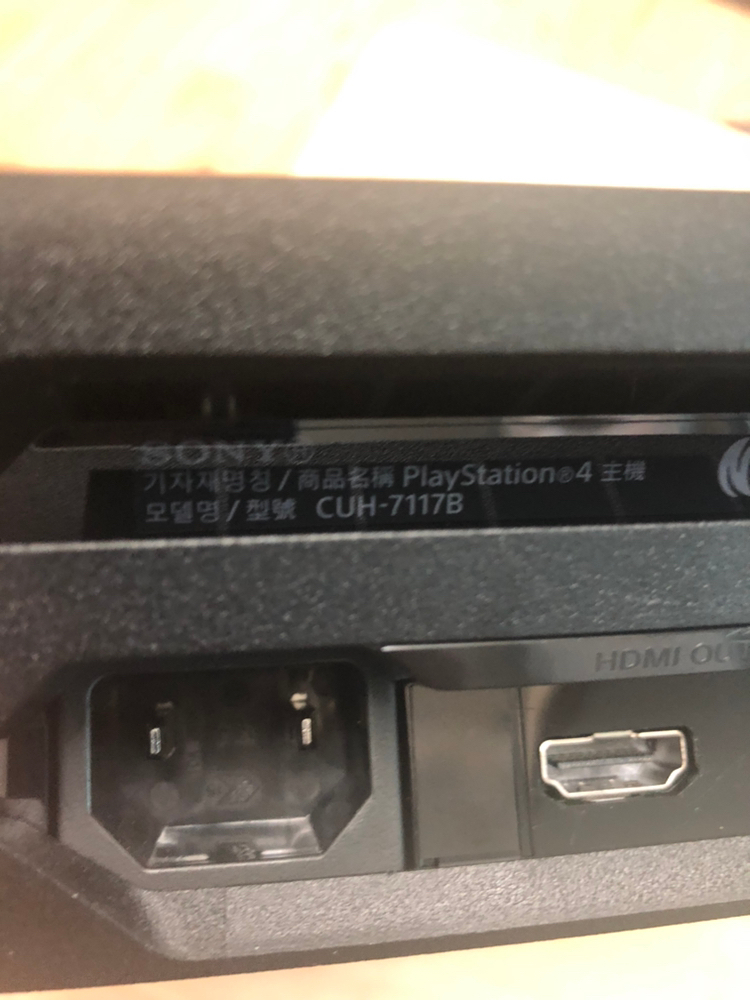 SONY
기자재명칭 / 商品名稱 PlayStation®4 主機
모델명 / 型號 CUH-7117B
HDMI OUT